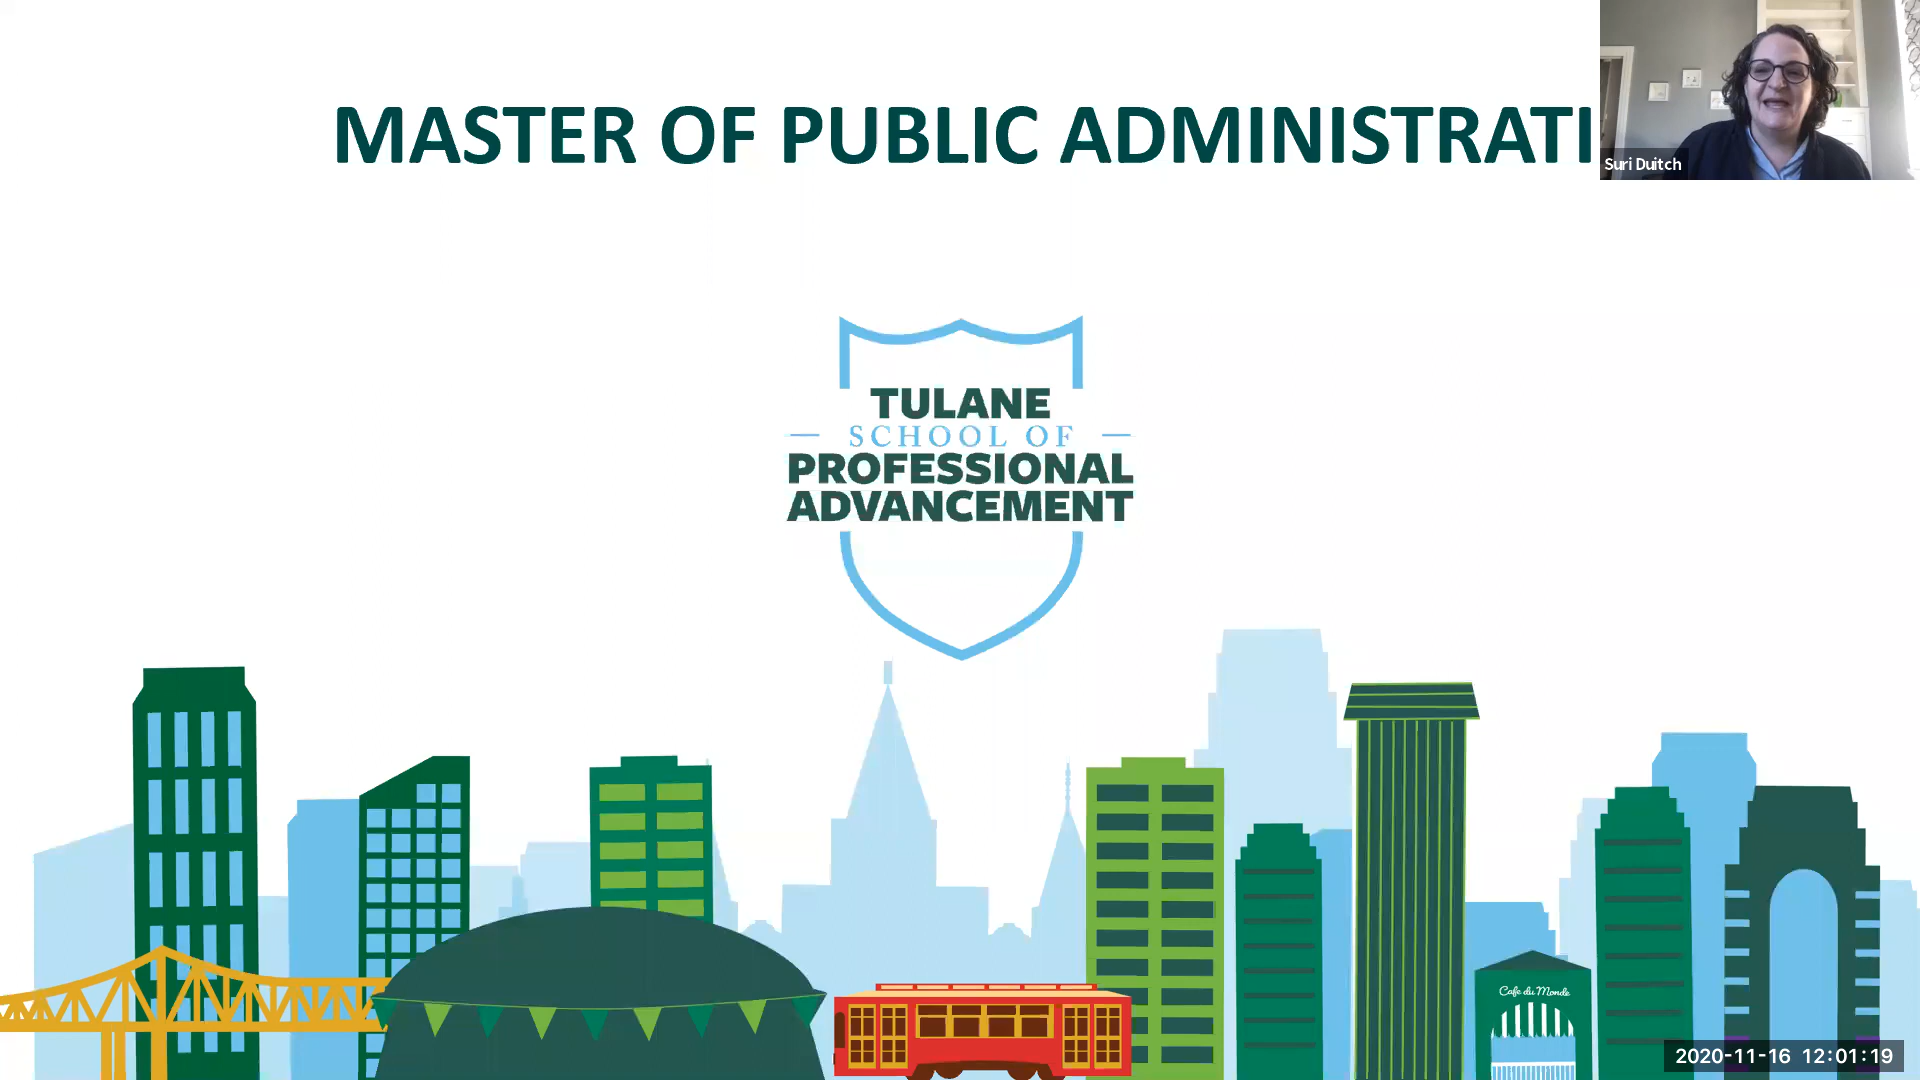 MASTER OF PUBLIC ADMINISTRATI
Suri Duitch
TULANE
SCHOOL OF
PROFESSIONAL
ADVANCEMENT
Cafe du Monde
2020-11-16 12:01:19